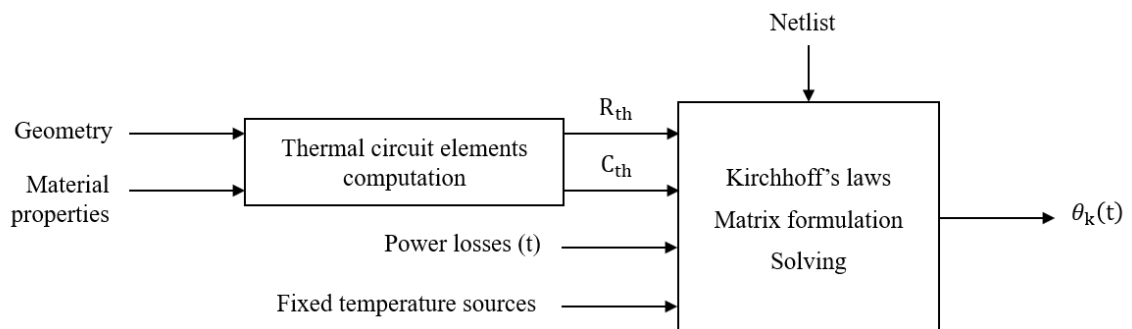 Netlist
Geometry
Material
properties
Thermal circuit elements
computation
R_th
C_th
Power losses (t)
Fixed temperature sources
Kirchhoff’s laws
Matrix formulation
Solving
θ_k(t)